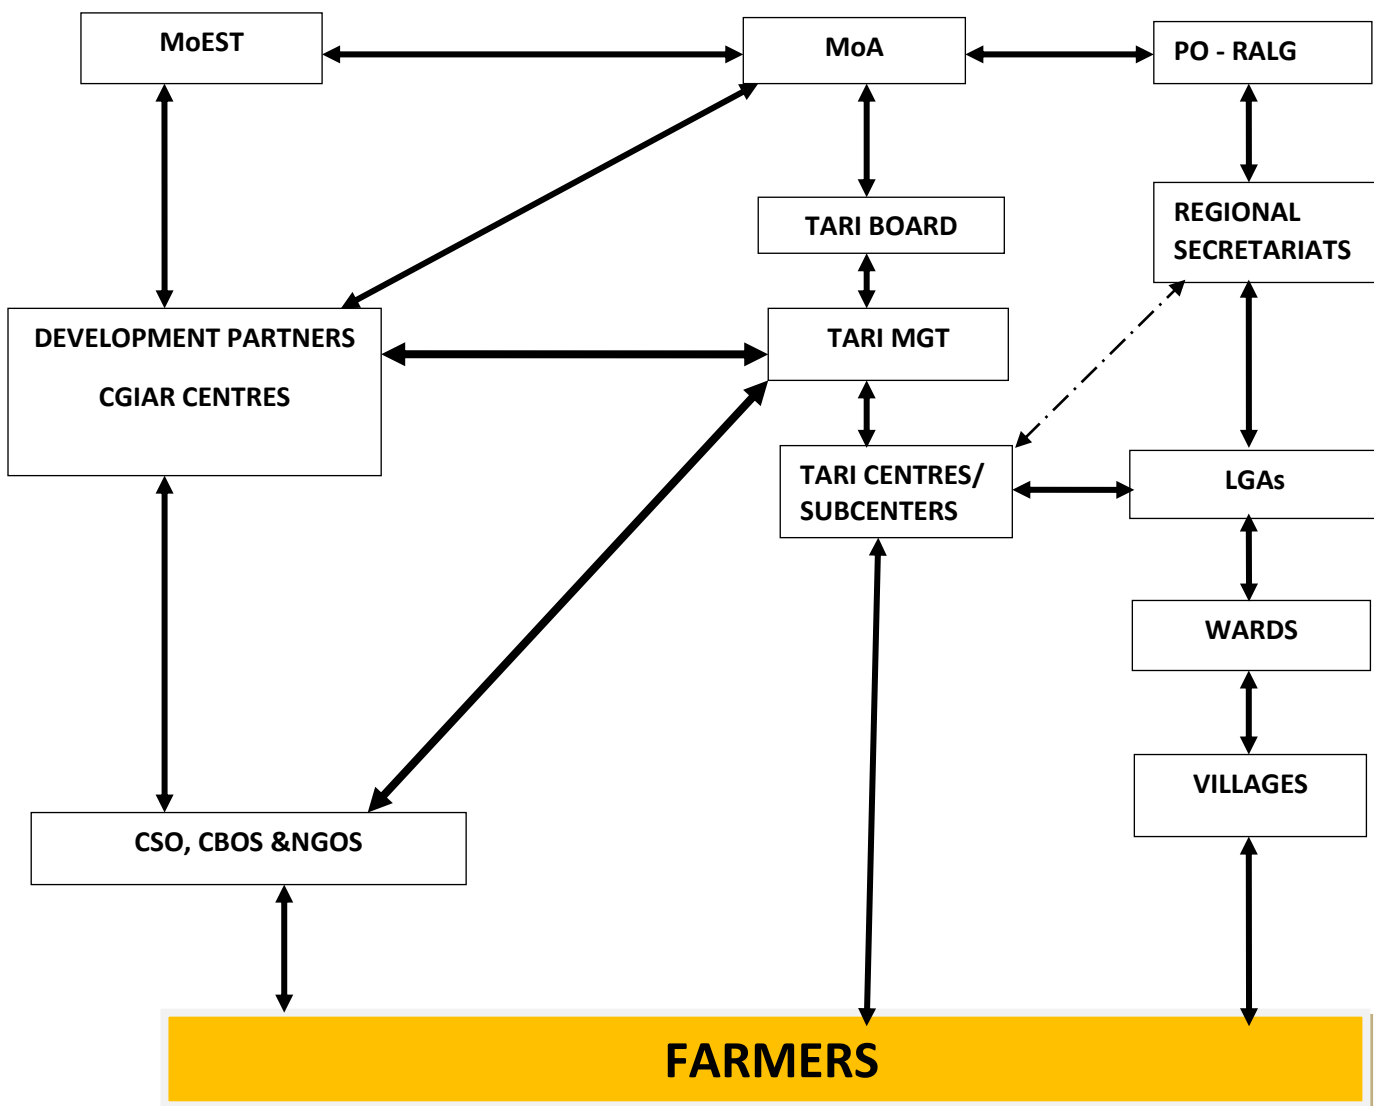 MoEST
MoA
PO - RALG
REGIONAL
SECRETARIATS
TARI BOARD
DEVELOPMENT PARTNERS
CGIAR CENTRES
TARI MGT
TARI CENTRES/
SUBCENTERS
LGAs
WARDS
VILLAGES
CSO, CBOS &NGOS
FARMERS